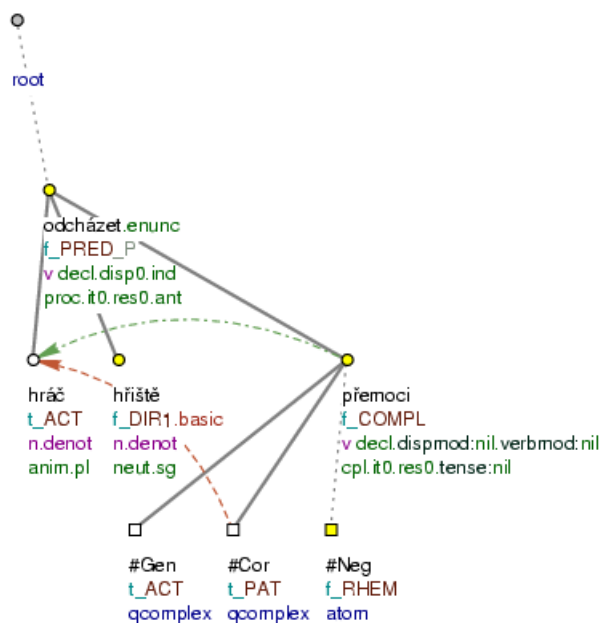 root
odcházet.enunc
f_PRED_P
v decl.disp0.ind
proc.it0.res0.ant
hráč
t_ACT
n.denot
anim.pl
hřiště
f_DIR1.basic
n.denot
neut.sg
přemoci
f_COMPL
v decl.dispmod:nil.verbmod:nil
cpl.it0.res0.tense:nil
#Gen
t_ACT
qcomplex
#Cor
t_PAT
qcomplex
#Neg
f_RHEM
atom